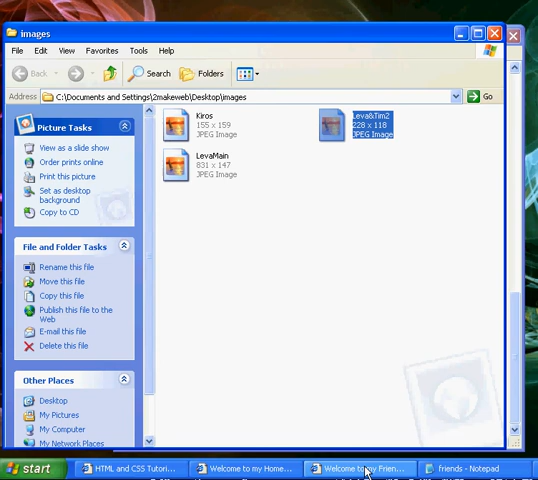 images
File Edit View Favorites Tools Help
Back Search Folders
Address C:\Documents and Settings\2makeweb\Desktop\images Go
Picture Tasks
View as a slide show
Order prints online
Print this picture
Set as desktop
background
Copy to CD
File and Folder Tasks
Rename this file
Move this file
Copy this file
Publish this file to the
Web
E-mail this file
Delete this file
Other Places
Desktop
My Pictures
My Computer
My Network Places
Kiros
155 x 159
JPEG Image
Leva&Tim2
228 x 118
JPEG Image
LevaMain
831 x 147
JPEG Image
start HTML and CSS Tutori... Welcome to my Home... Welcome to my Frien... friends - Notepad